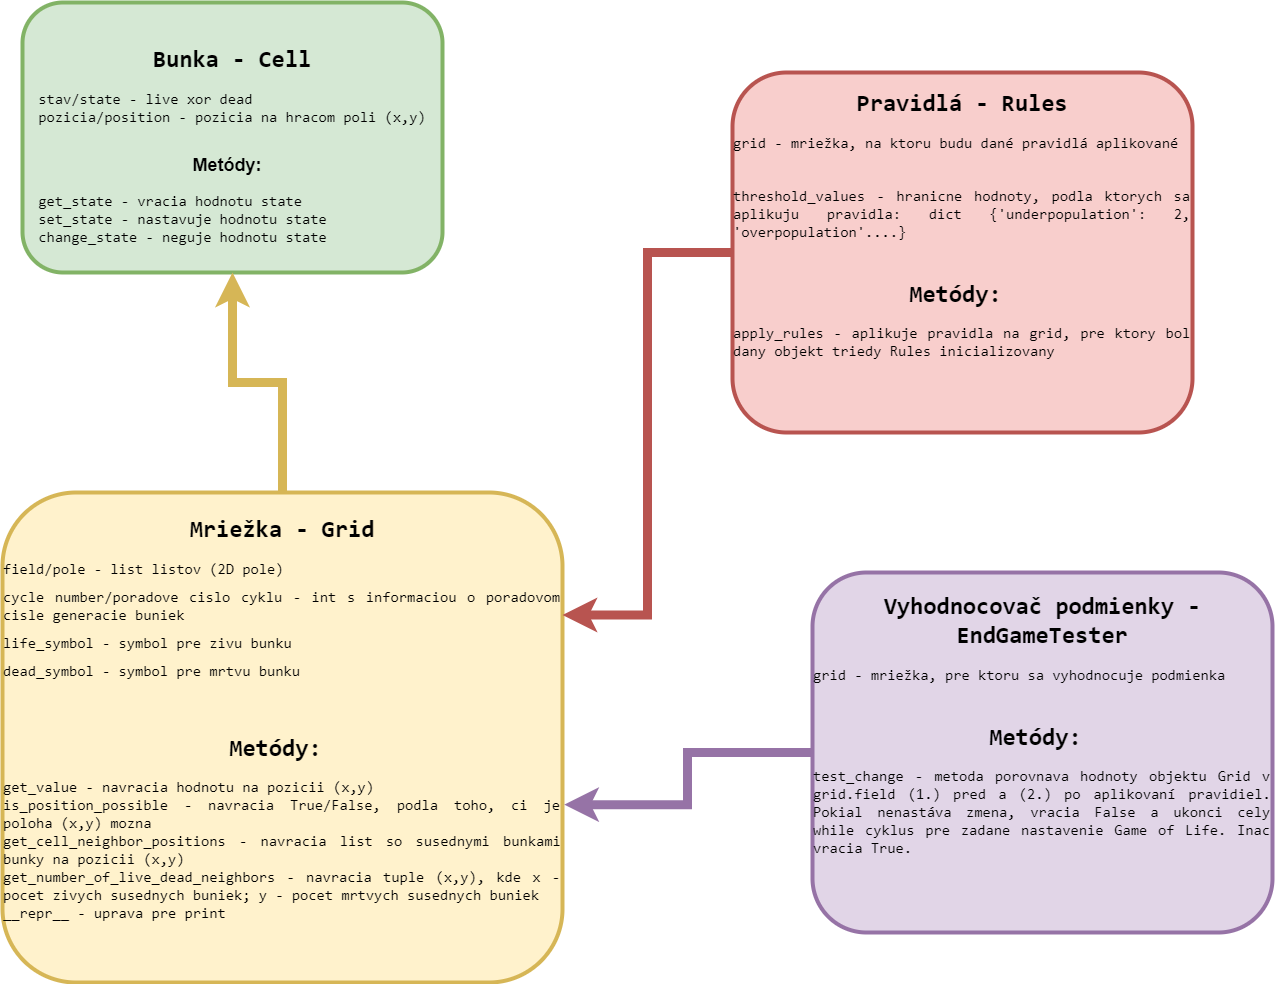 Bunka - Cell
stav/state - live xor dead
pozicia/position - pozicia na hracom poli (x,y)
Metódy:
get_state - vracia hodnotu state
set_state - nastavuje hodnotu state
change_state - neguje hodnotu state
Pravidlá - Rules
grid - mriežka, na ktoru budu dané pravidlá aplikované
threshold_values - hranicne hodnoty, podla ktorych sa
aplikuju pravidla: dict {'underpopulation': 2,
'overpopulation'....}
Metódy:
apply_rules - aplikuje pravidla na grid, pre ktory bol
dany objekt triedy Rules inicializovany
Mriežka - Grid
field/pole - list listov (2D pole)
cycle number/poradove cislo cyklu - int s informaciou o poradovom
cisle generacie buniek
life_symbol - symbol pre zivu bunku
dead_symbol - symbol pre mrtvu bunku
Metódy:
get_value - navracia hodnotu na pozicii (x,y)
is_position_possible - navracia True/False, podla toho, ci je
poloha (x,y) mozna
get_cell_neighbor_positions - navracia list so susednymi bunkami
bunky na pozicii (x,y)
get_number_of_live_dead_neighbors - navracia tuple (x,y), kde x -
pocet zivych susednych buniek; y - pocet mrtvych susednych buniek
__repr__ - uprava pre print
Vyhodnocovač podmienky -
EndGameTester
grid - mriežka, pre ktoru sa vyhodnocuje podmienka
Metódy:
test_change - metoda porovnava hodnoty objektu Grid v
grid.field (1.) pred a (2.) po aplikovaní pravidiel.
Pokial nenastáva zmena, vracia False a ukonci cely
while cyklus pre zadane nastavenie Game of Life. Inac
vracia True.